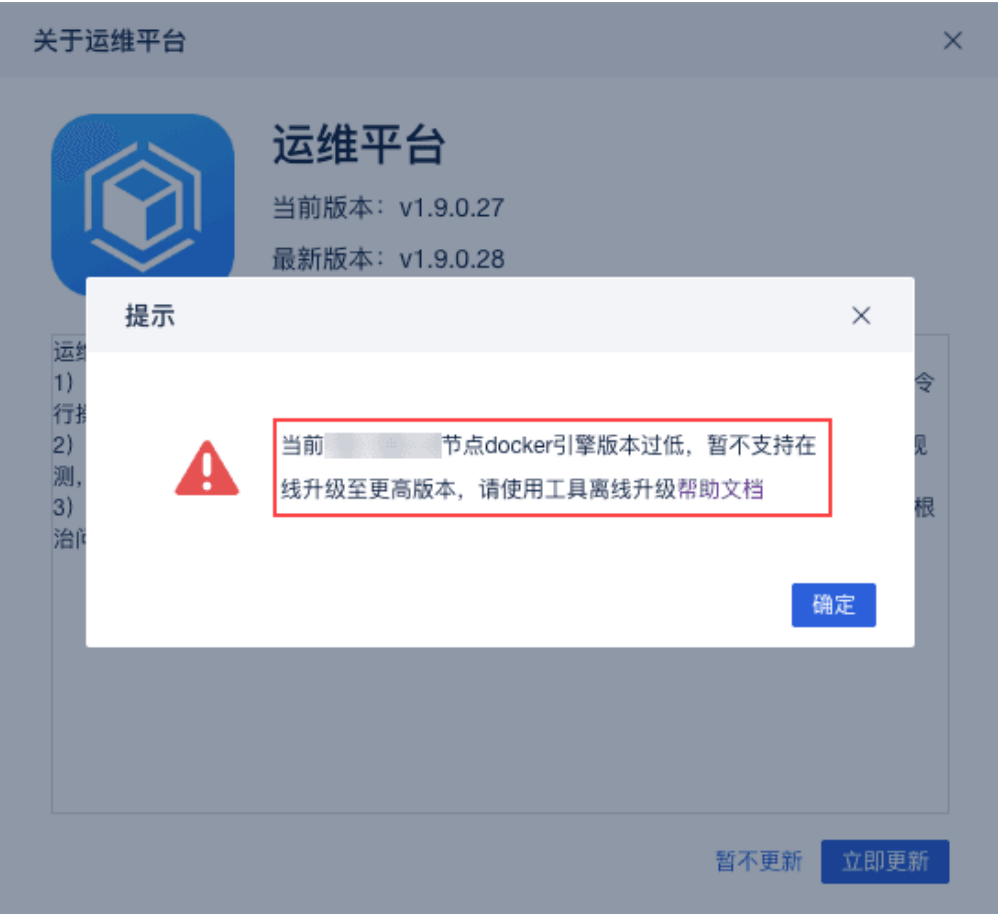 关于运维平台
运维平台
当前版本：v1.9.0.27
最新版本：v1.9.0.28
提示
运维
1）
令
行
2）
测，
3）
根
治问
当前
节点docker引擎版本过低，暂不支持在
线升级至更高版本，请使用工具离线升级帮助文档
确定
暂不更新
立即更新